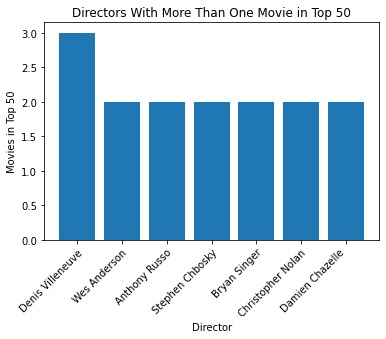 Directors With More Than One Movie in Top 50
Movies in Top 50
3.0
2.5
2.0
1.5
1.0
0.5
0.0
Denis Villeneuve
Wes Anderson
Anthony Russo
Stephen Chbosky
Bryan Singer
Christopher Nolan
Damien Chazelle
Director